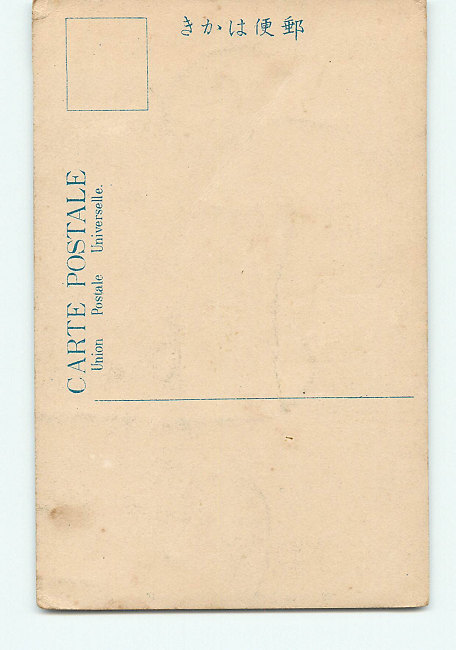 郵便はかき
CARTE POSTALE
Union Postale Universelle.